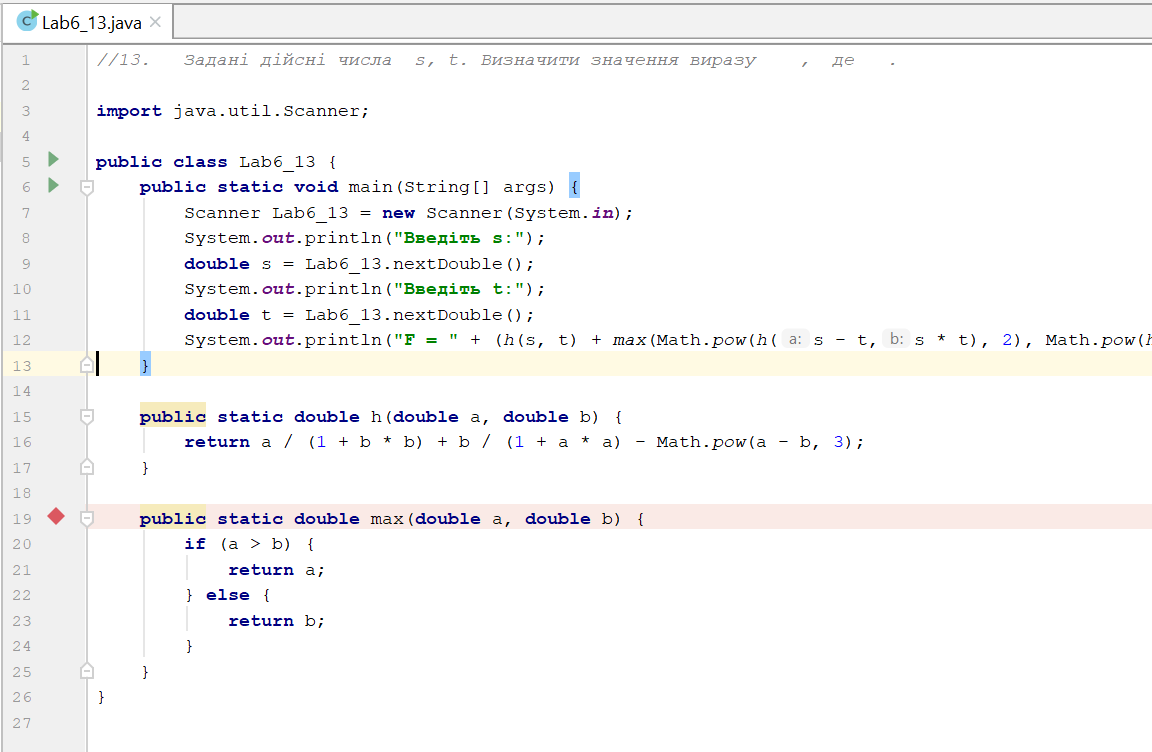 Lab6_13.java
1 //13. Задані дійсні числа s, t. Визначити значення виразу , де .
2
3 import java.util.Scanner;
4
5 public class Lab6_13 {
6 public static void main(String[] args) {
7 Scanner Lab6_13 = new Scanner(System.in);
8 System.out.println("Введіть s:");
9 double s = Lab6_13.nextDouble();
10 System.out.println("Введіть t:");
11 double t = Lab6_13.nextDouble();
12 System.out.println("F = " + (h(s, t) + max(Math.pow(h( a: s - t, b: s * t), 2), Math.pow(h
13 }
14
15 public static double h(double a, double b) {
16 return a / (1 + b * b) + b / (1 + a * a) - Math.pow(a - b, 3);
17 }
18
19 public static double max(double a, double b) {
20 if (a > b) {
21 return a;
22 } else {
23 return b;
24 }
25 }
26 }
27